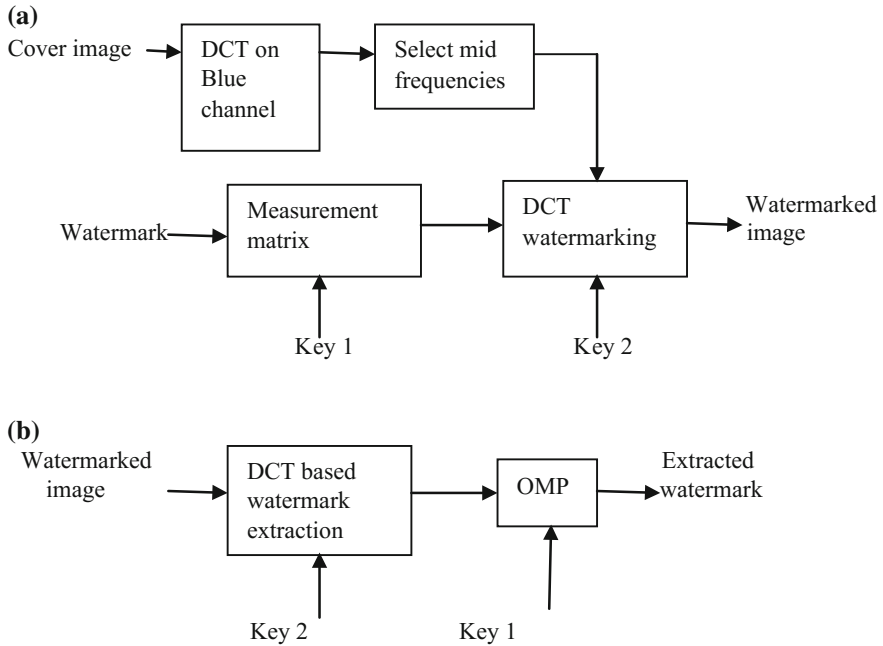 (a)
Cover image
DCT on
Blue
channel
Select mid
frequencies
Watermark
Measurement
matrix
DCT
watermarking
Watermarked
image
Key 1
Key 2
(b)
Watermarked
image
DCT based
watermark
extraction
OMP
Extracted
watermark
Key 2
Key 1